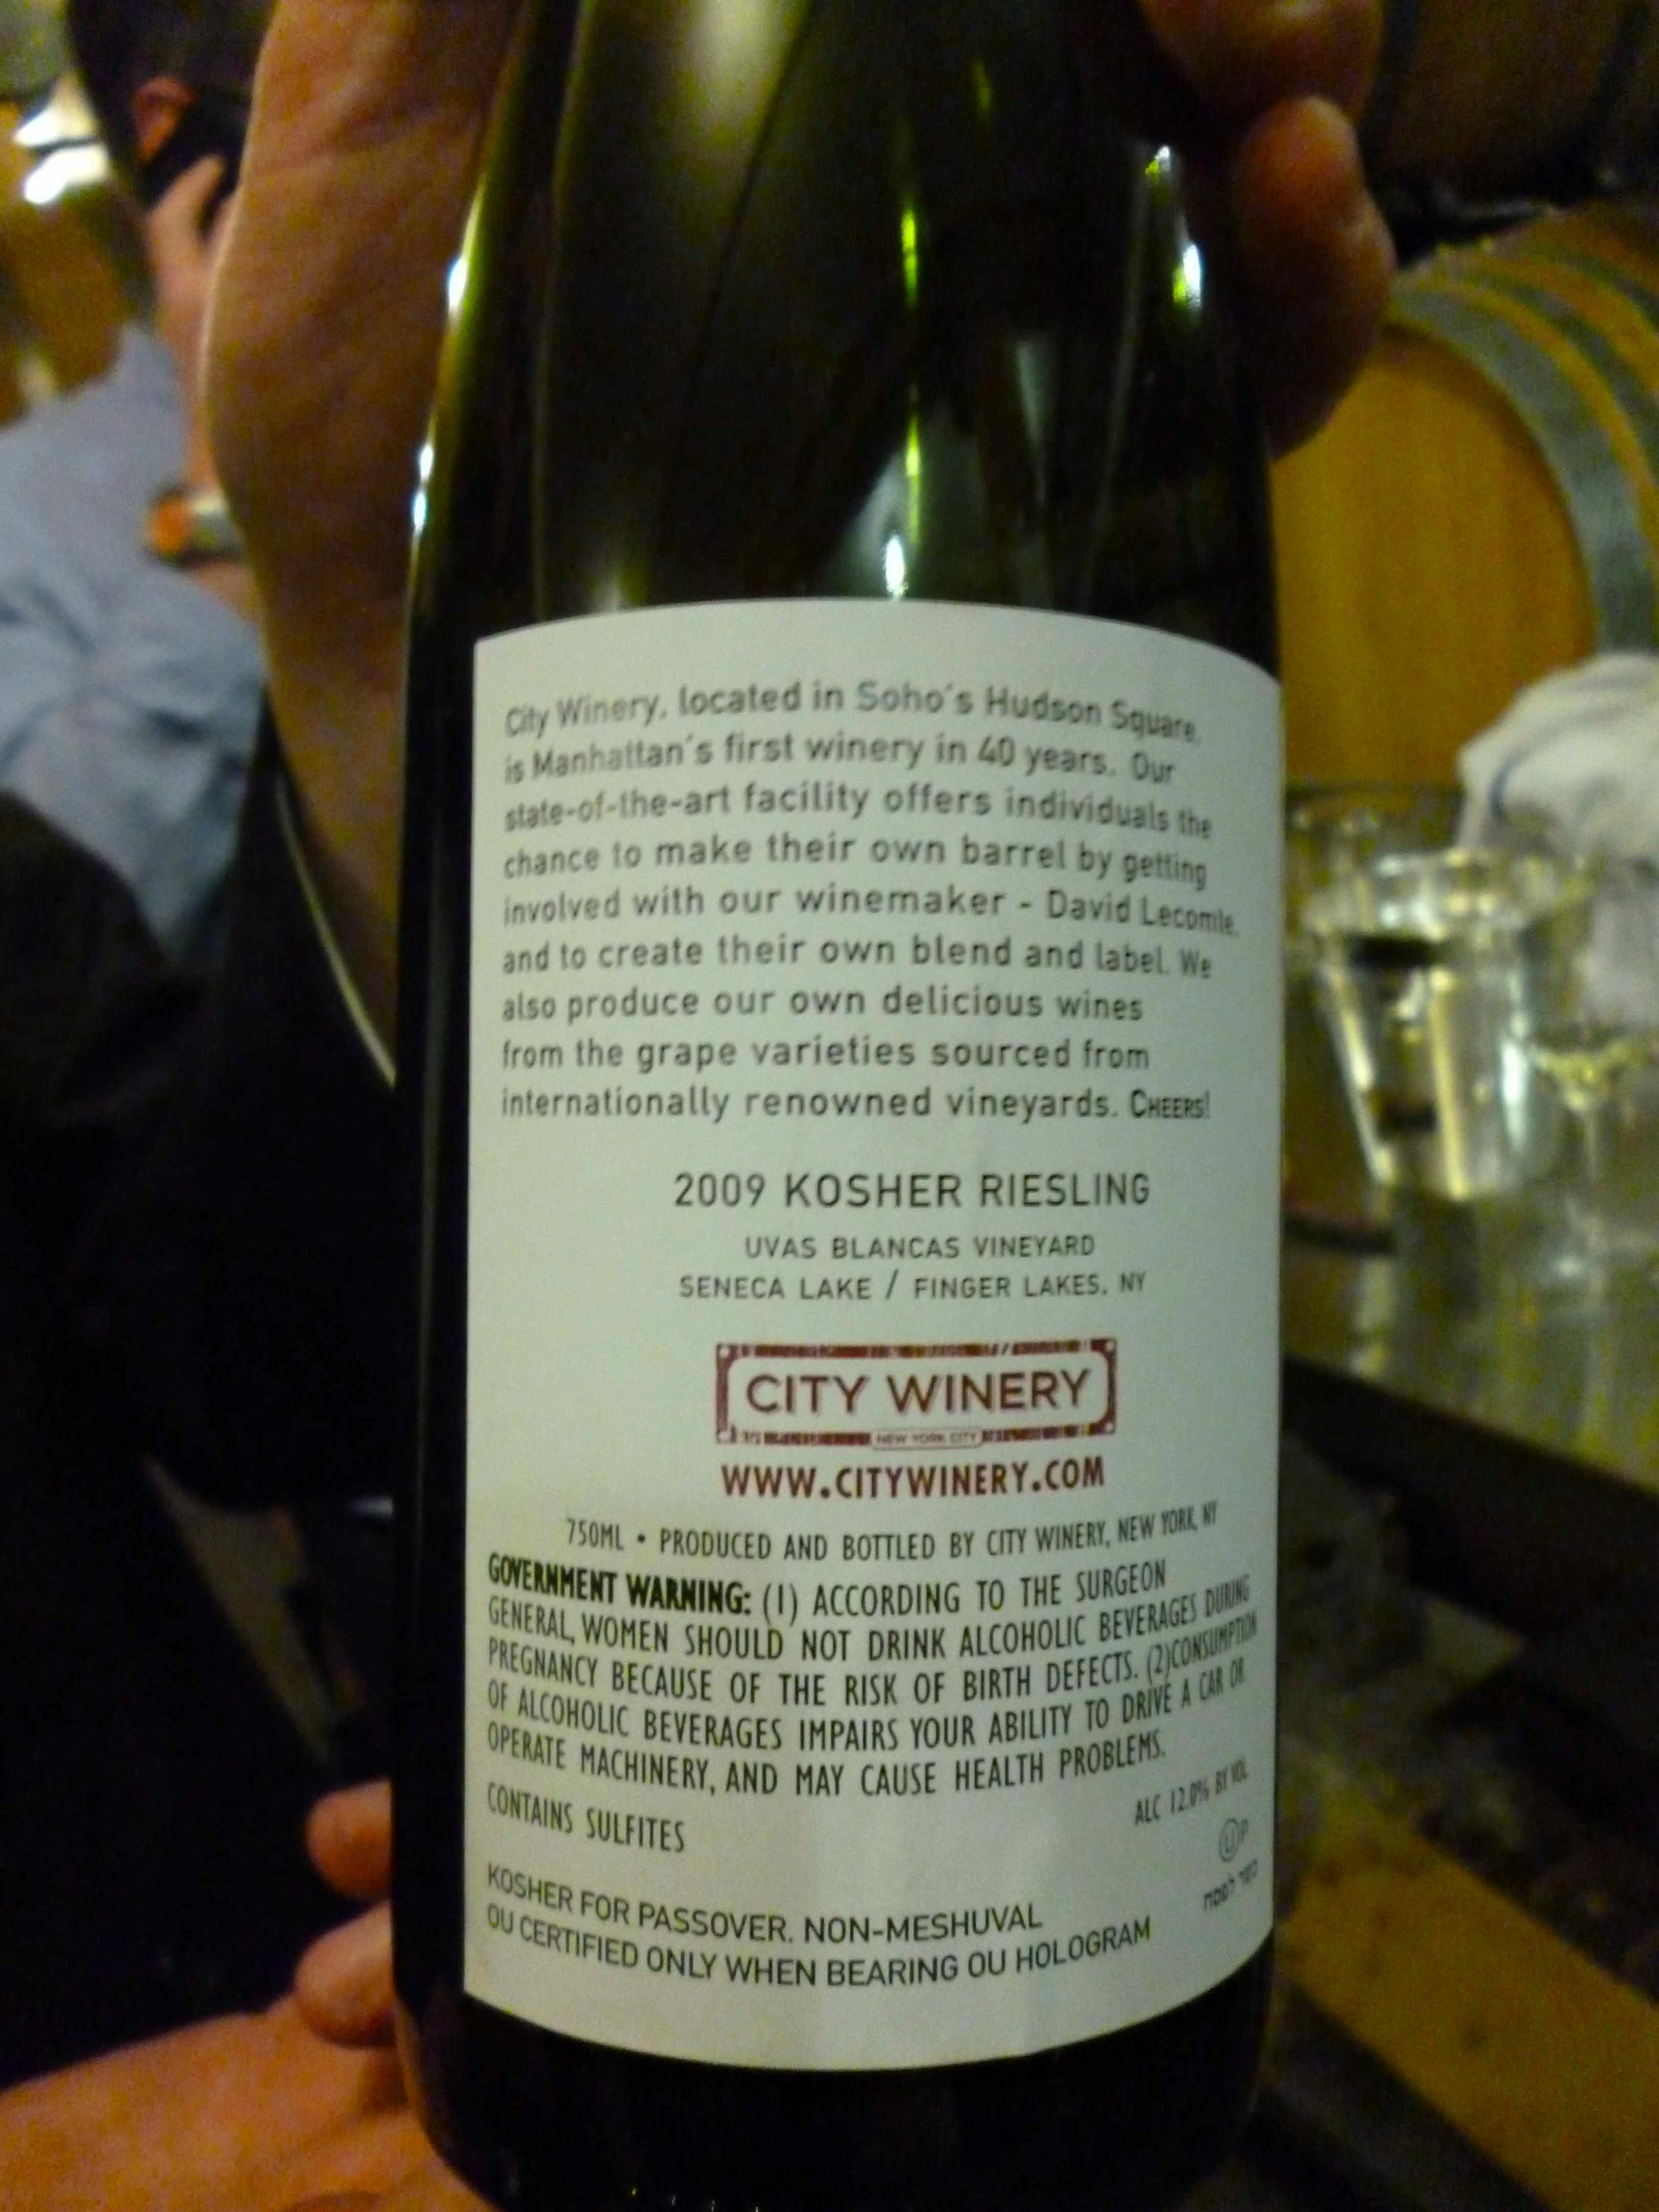 City Winery, located in Soho's Hudson Square,
is Manhattan's first winery in 40 years. Our
state-of-the-art facility offers individuals the
chance to make their own barrel by getting
involved with our winemaker - David Lecomte,
and to create their own blend and label. We
also produce our own delicious wines
from the grape varieties sourced from
internationally renowned vineyards. CHEERS!
2009 KOSHER RIESLING
UVAS BLANCAS VINEYARD
SENECA LAKE / FINGER LAKES, NY
CITY WINERY
NEW YORK CITY
WWW.CITYWINERY.COM
750ML • PRODUCED AND BOTTLED BY CITY WINERY, NEW YORK, NY
GOVERNMENT WARNING: (1) ACCORDING TO THE SURGEON
GENERAL, WOMEN SHOULD NOT DRINK ALCOHOLIC BEVERAGES DURING
PREGNANCY BECAUSE OF THE RISK OF BIRTH DEFECTS. (2)CONSUMPTION
OF ALCOHOLIC BEVERAGES IMPAIRS YOUR ABILITY TO DRIVE A CAR OR
OPERATE MACHINERY, AND MAY CAUSE HEALTH PROBLEMS.
CONTAINS SULFITES
ALC 12.0% BY VOL
ⓊP
כשר לפסח
KOSHER FOR PASSOVER. NON-MESHUVAL
OU CERTIFIED ONLY WHEN BEARING OU HOLOGRAM